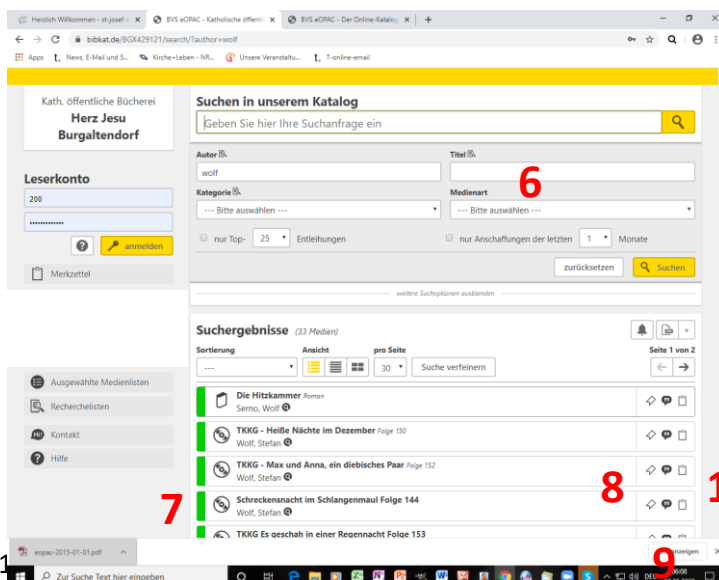 Herzlich Willkommen - st-josef-r
BVS eOPAC - Katholische öffentli
BVS eOPAC - Der Online-Katalog
bibkat.de/BGX429121/search/?author=wolf
Apps
News, E-Mail und S...
Kirche+Leben - NR...
Unsere Veranstaltu...
T-online-email
Kath. öffentliche Bücherei
Herz Jesu
Burgaltendorf
Leserkonto
200
anmelden
Merkzettel
Ausgewählte Medienlisten
Recherchelisten
Kontakt
Hilfe
Suchen in unserem Katalog
Geben Sie hier Ihre Suchanfrage ein
Autor Titel
wolf
6
Kategorie Medienart
--- Bitte auswählen --- --- Bitte auswählen ---
nur Top- 25 Entleihungen nur Anschaffungen der letzten 1 Monate
zurücksetzen Suchen
weitere Suchoptionen ausblenden
Suchergebnisse (33 Medien)
Sortierung Ansicht pro Seite Seite 1 von 2
--- 30 Suche verfeinern
Die Hitzkammer Roman
Serno, Wolf
TKKG - Heiße Nächte im Dezember Folge 150
Wolf, Stefan
TKKG - Max und Anna, ein diebisches Paar Folge 152
Wolf, Stefan
8
1
7
Schreckensnacht im Schlangenmaul Folge 144
Wolf, Stefan
TKKG Es geschah in einer Regennacht Folge 153
eopac-2015-01-01.pdf
anzeigen
9
1
Zur Suche Text hier eingeben
DEU
06:08